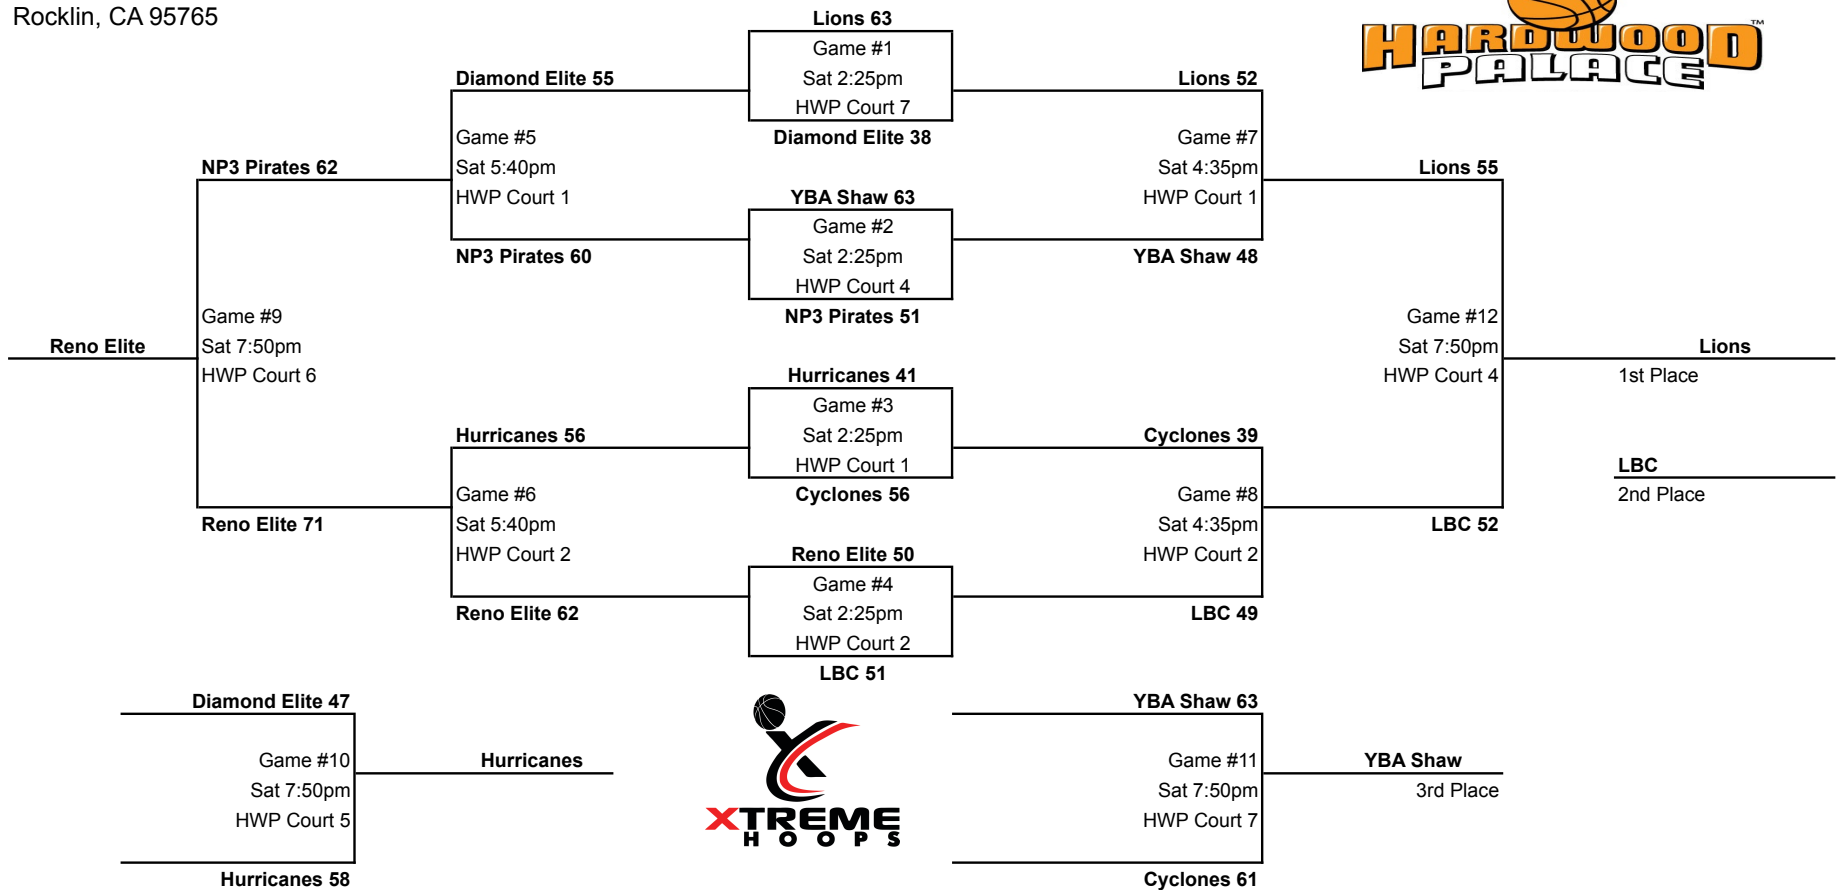 Rocklin, CA 95765
HARDWOOD
PALACE
TM
Lions 63
Game #1
Sat 2:25pm
HWP Court 7
Diamond Elite 38
Diamond Elite 55
Game #5
Sat 5:40pm
HWP Court 1
NP3 Pirates 60
Lions 52
Game #7
Sat 4:35pm
HWP Court 1
YBA Shaw 48
NP3 Pirates 62
Lions 55
YBA Shaw 63
Game #2
Sat 2:25pm
HWP Court 4
NP3 Pirates 51
Game #9
Sat 7:50pm
HWP Court 6
Reno Elite
Game #12
Sat 7:50pm
HWP Court 4
Lions
1st Place
Hurricanes 41
Game #3
Sat 2:25pm
HWP Court 1
Cyclones 56
Hurricanes 56
Game #6
Sat 5:40pm
HWP Court 2
Reno Elite 62
Cyclones 39
Game #8
Sat 4:35pm
HWP Court 2
LBC 49
LBC
2nd Place
Reno Elite 71
LBC 52
Reno Elite 50
Game #4
Sat 2:25pm
HWP Court 2
LBC 51
Diamond Elite 47
Game #10
Sat 7:50pm
HWP Court 5
Hurricanes 58
Hurricanes
XTREME
HOOPS
YBA Shaw 63
Game #11
Sat 7:50pm
HWP Court 7
Cyclones 61
YBA Shaw
3rd Place